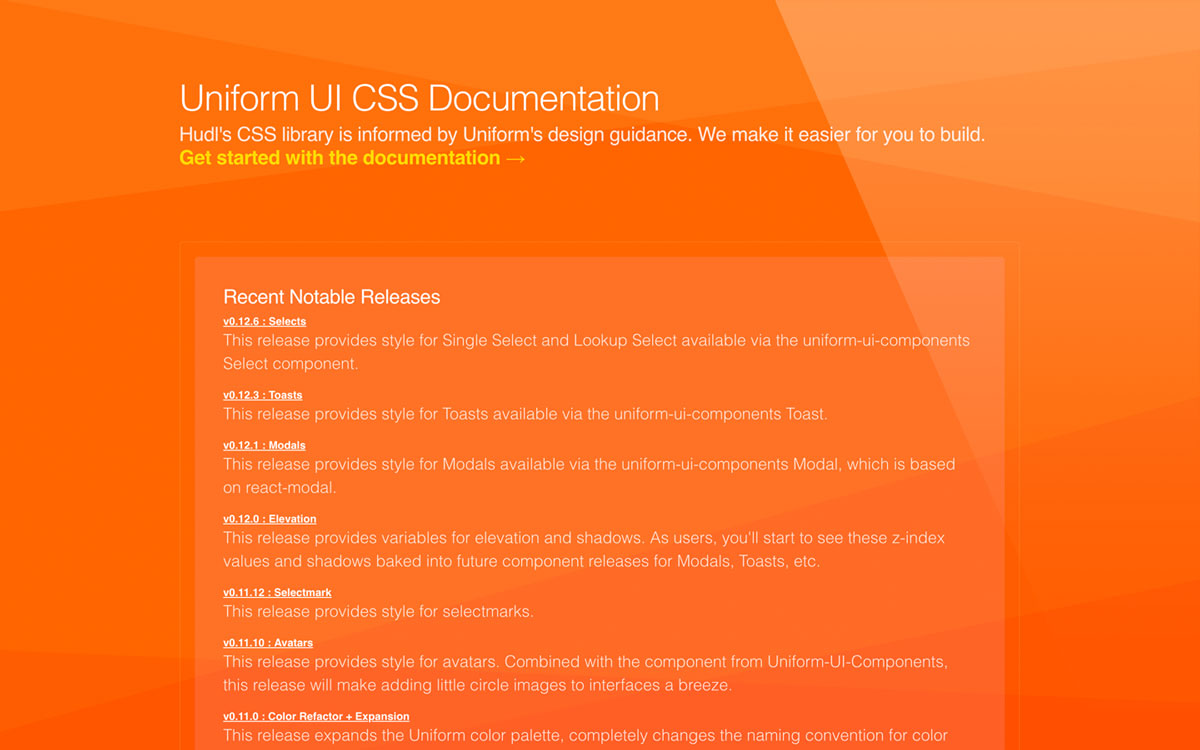 Uniform UI CSS Documentation
Hudl's CSS library is informed by Uniform's design guidance. We make it easier for you to build.
Get started with the documentation →
Recent Notable Releases
v0.12.6 : Selects
This release provides style for Single Select and Lookup Select available via the uniform-ui-components
Select component.
v0.12.3 : Toasts
This release provides style for Toasts available via the uniform-ui-components Toast.
v0.12.1 : Modals
This release provides style for Modals available via the uniform-ui-components Modal, which is based
on react-modal.
v0.12.0 : Elevation
This release provides variables for elevation and shadows. As users, you'll start to see these z-index
values and shadows baked into future component releases for Modals, Toasts, etc.
v0.11.12 : Selectmark
This release provides style for selectmarks.
v0.11.10 : Avatars
This release provides style for avatars. Combined with the component from Uniform-UI-Components,
this release will make adding little circle images to interfaces a breeze.
v0.11.0 : Color Refactor + Expansion
This release expands the Uniform color palette, completely changes the naming convention for color